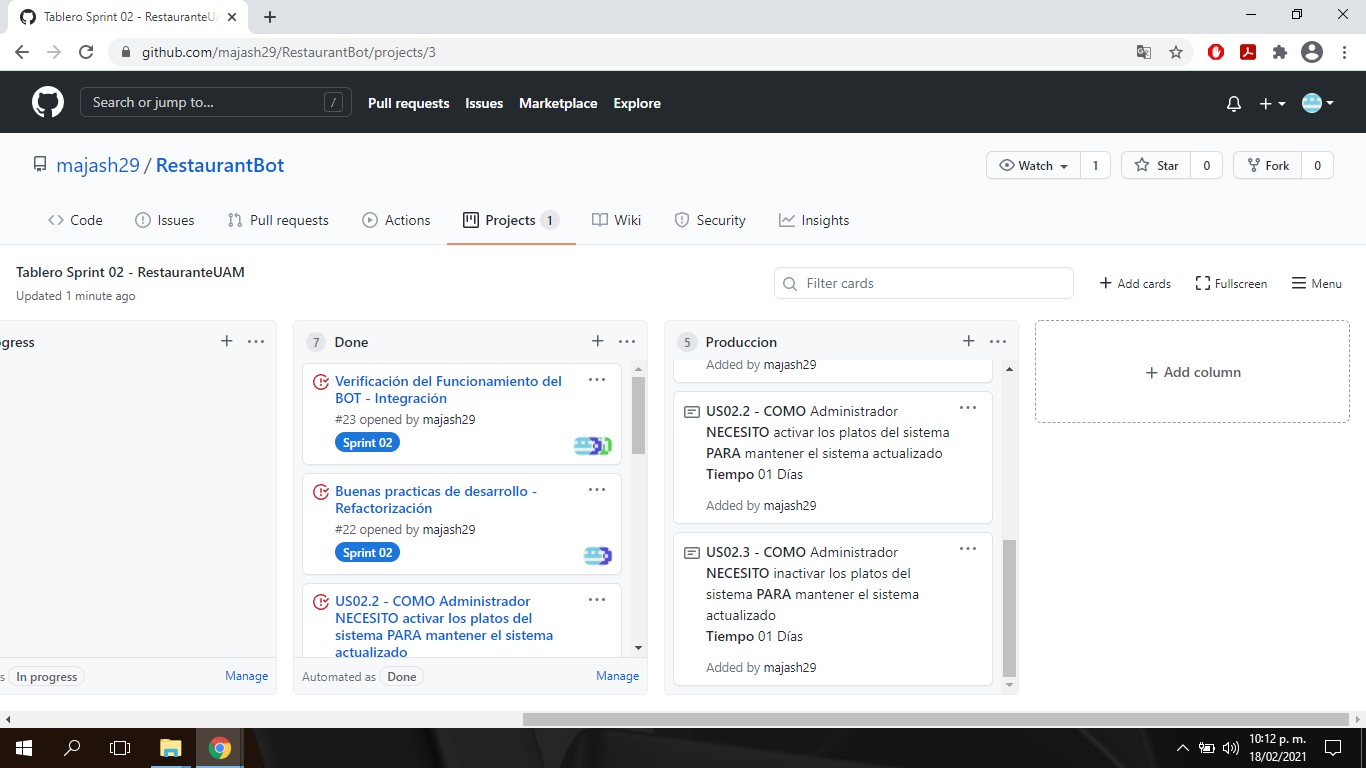 Tablero Sprint 02 - RestauranteUA
github.com/majash29/RestaurantBot/projects/3
Search or jump to...
/
Pull requests
Issues
Marketplace
Explore
majash29 / RestaurantBot
Watch
1
Star
0
Fork
0
Code
Issues
Pull requests
Actions
Projects 1
Wiki
Security
Insights
Tablero Sprint 02 - RestauranteUAM
Updated 1 minute ago
Filter cards
Add cards
Fullscreen
Menu
gress
s In progress
Manage
7 Done
Verificación del Funcionamiento del
BOT - Integración
#23 opened by majash29
Sprint 02
Buenas practicas de desarrollo -
Refactorización
#22 opened by majash29
Sprint 02
US02.2 - COMO Administrador
NECESITO activar los platos del
sistema PARA mantener el sistema
actualizado
Automated as Done
Manage
5 Produccion
Added by majash29
US02.2 - COMO Administrador
NECESITO activar los platos del sistema
PARA mantener el sistema actualizado
Tiempo 01 Días
Added by majash29
US02.3 - COMO Administrador
NECESITO inactivar los platos del
sistema PARA mantener el sistema
actualizado
Tiempo 01 Días
Added by majash29
Add column
10:12 p. m.
18/02/2021